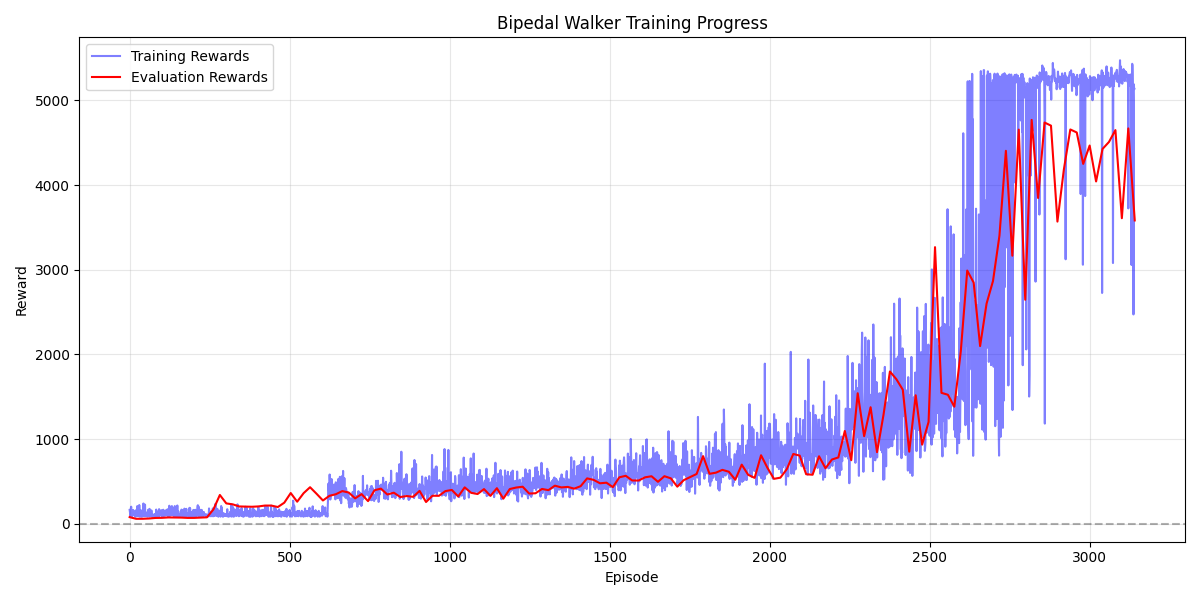 Bipedal Walker Training Progress
Training Rewards
Evaluation Rewards
Reward
5000
4000
3000
2000
1000
0
0 500 1000 1500 2000 2500 3000
Episode